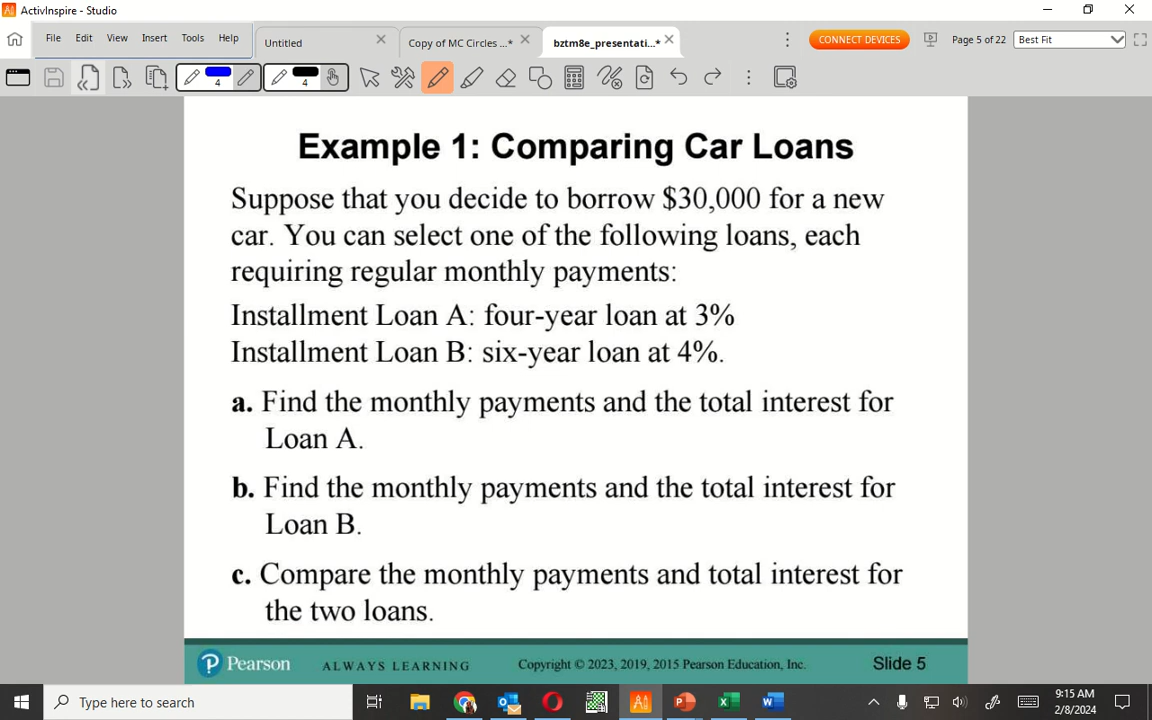 ActivInspire - Studio
File Edit View Insert Tools Help
Untitled
Copy of MC Circles ...*
bztm8e_presentati...*
CONNECT DEVICES
Page 5 of 22
Best Fit
4
4
Example 1: Comparing Car Loans
Suppose that you decide to borrow $30,000 for a new
car. You can select one of the following loans, each
requiring regular monthly payments:
Installment Loan A: four-year loan at 3%
Installment Loan B: six-year loan at 4%.
a. Find the monthly payments and the total interest for
Loan A.
b. Find the monthly payments and the total interest for
Loan B.
c. Compare the monthly payments and total interest for
the two loans.
Pearson ALWAYS LEARNING Copyright © 2023, 2019, 2015 Pearson Education, Inc. Slide 5
Type here to search
9:15 AM
2/8/2024